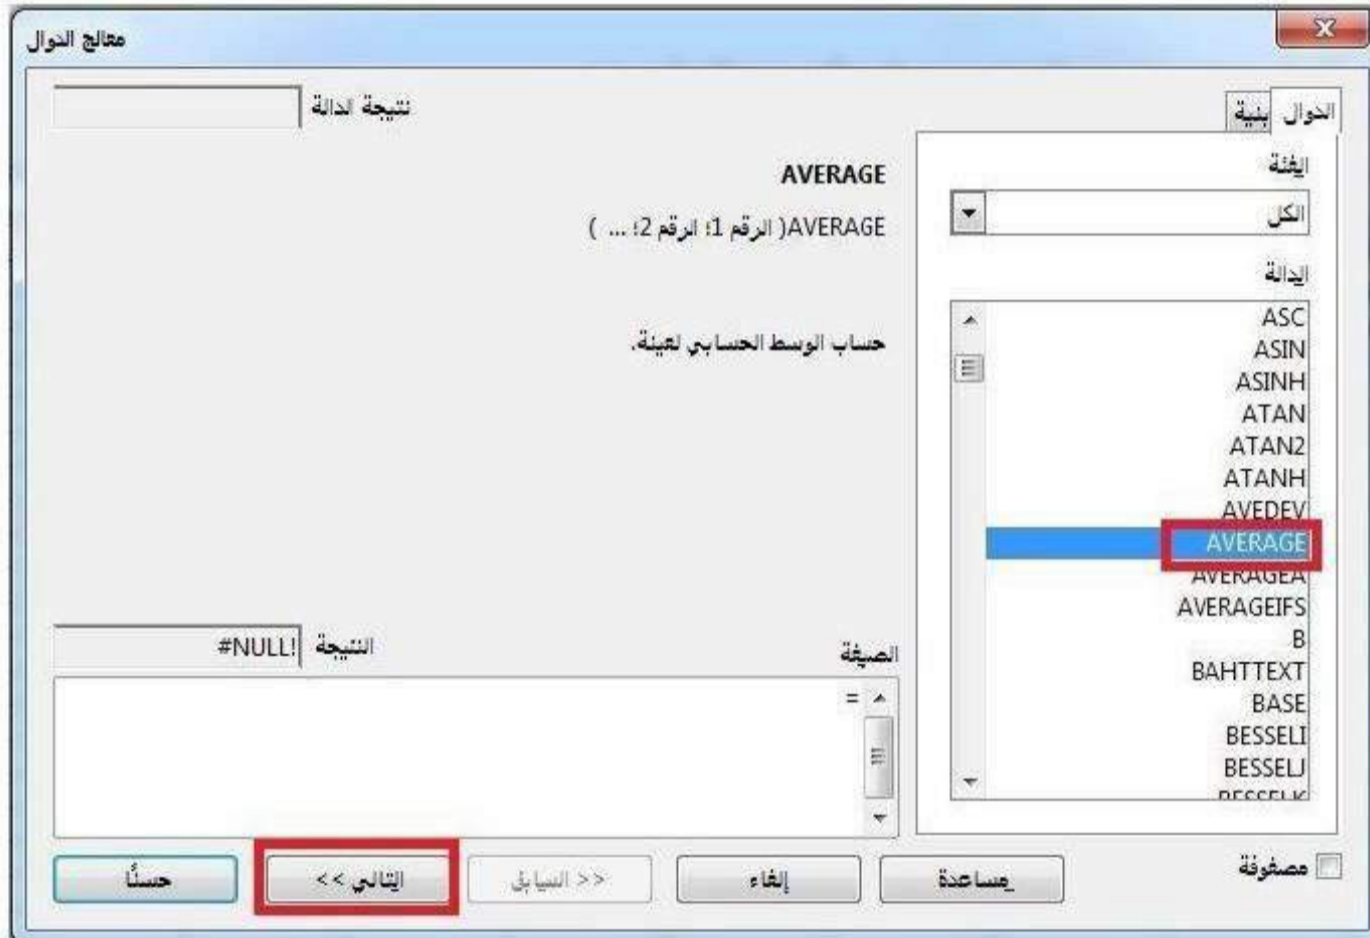 معالج الدوال
الدوال
بنية
نتيجة الدالة
الفئة
الكل
الدالة
ASC
ASIN
ASINH
ATAN
ATAN2
ATANH
AVEDEV
AVERAGE
AVERAGEA
AVERAGEIFS
B
BAHTTEXT
BASE
BESSELI
BESSELJ
BESSELK
AVERAGE
AVERAGE( الرقم 1؛ الرقم 2؛ ... )
حساب الوسط الحسابي لعينة.
الصيغة
النتيجة
#NULL!
=
مصفوفة
مساعدة
إلغاء
<< السابق
التالي >>
حسنًا